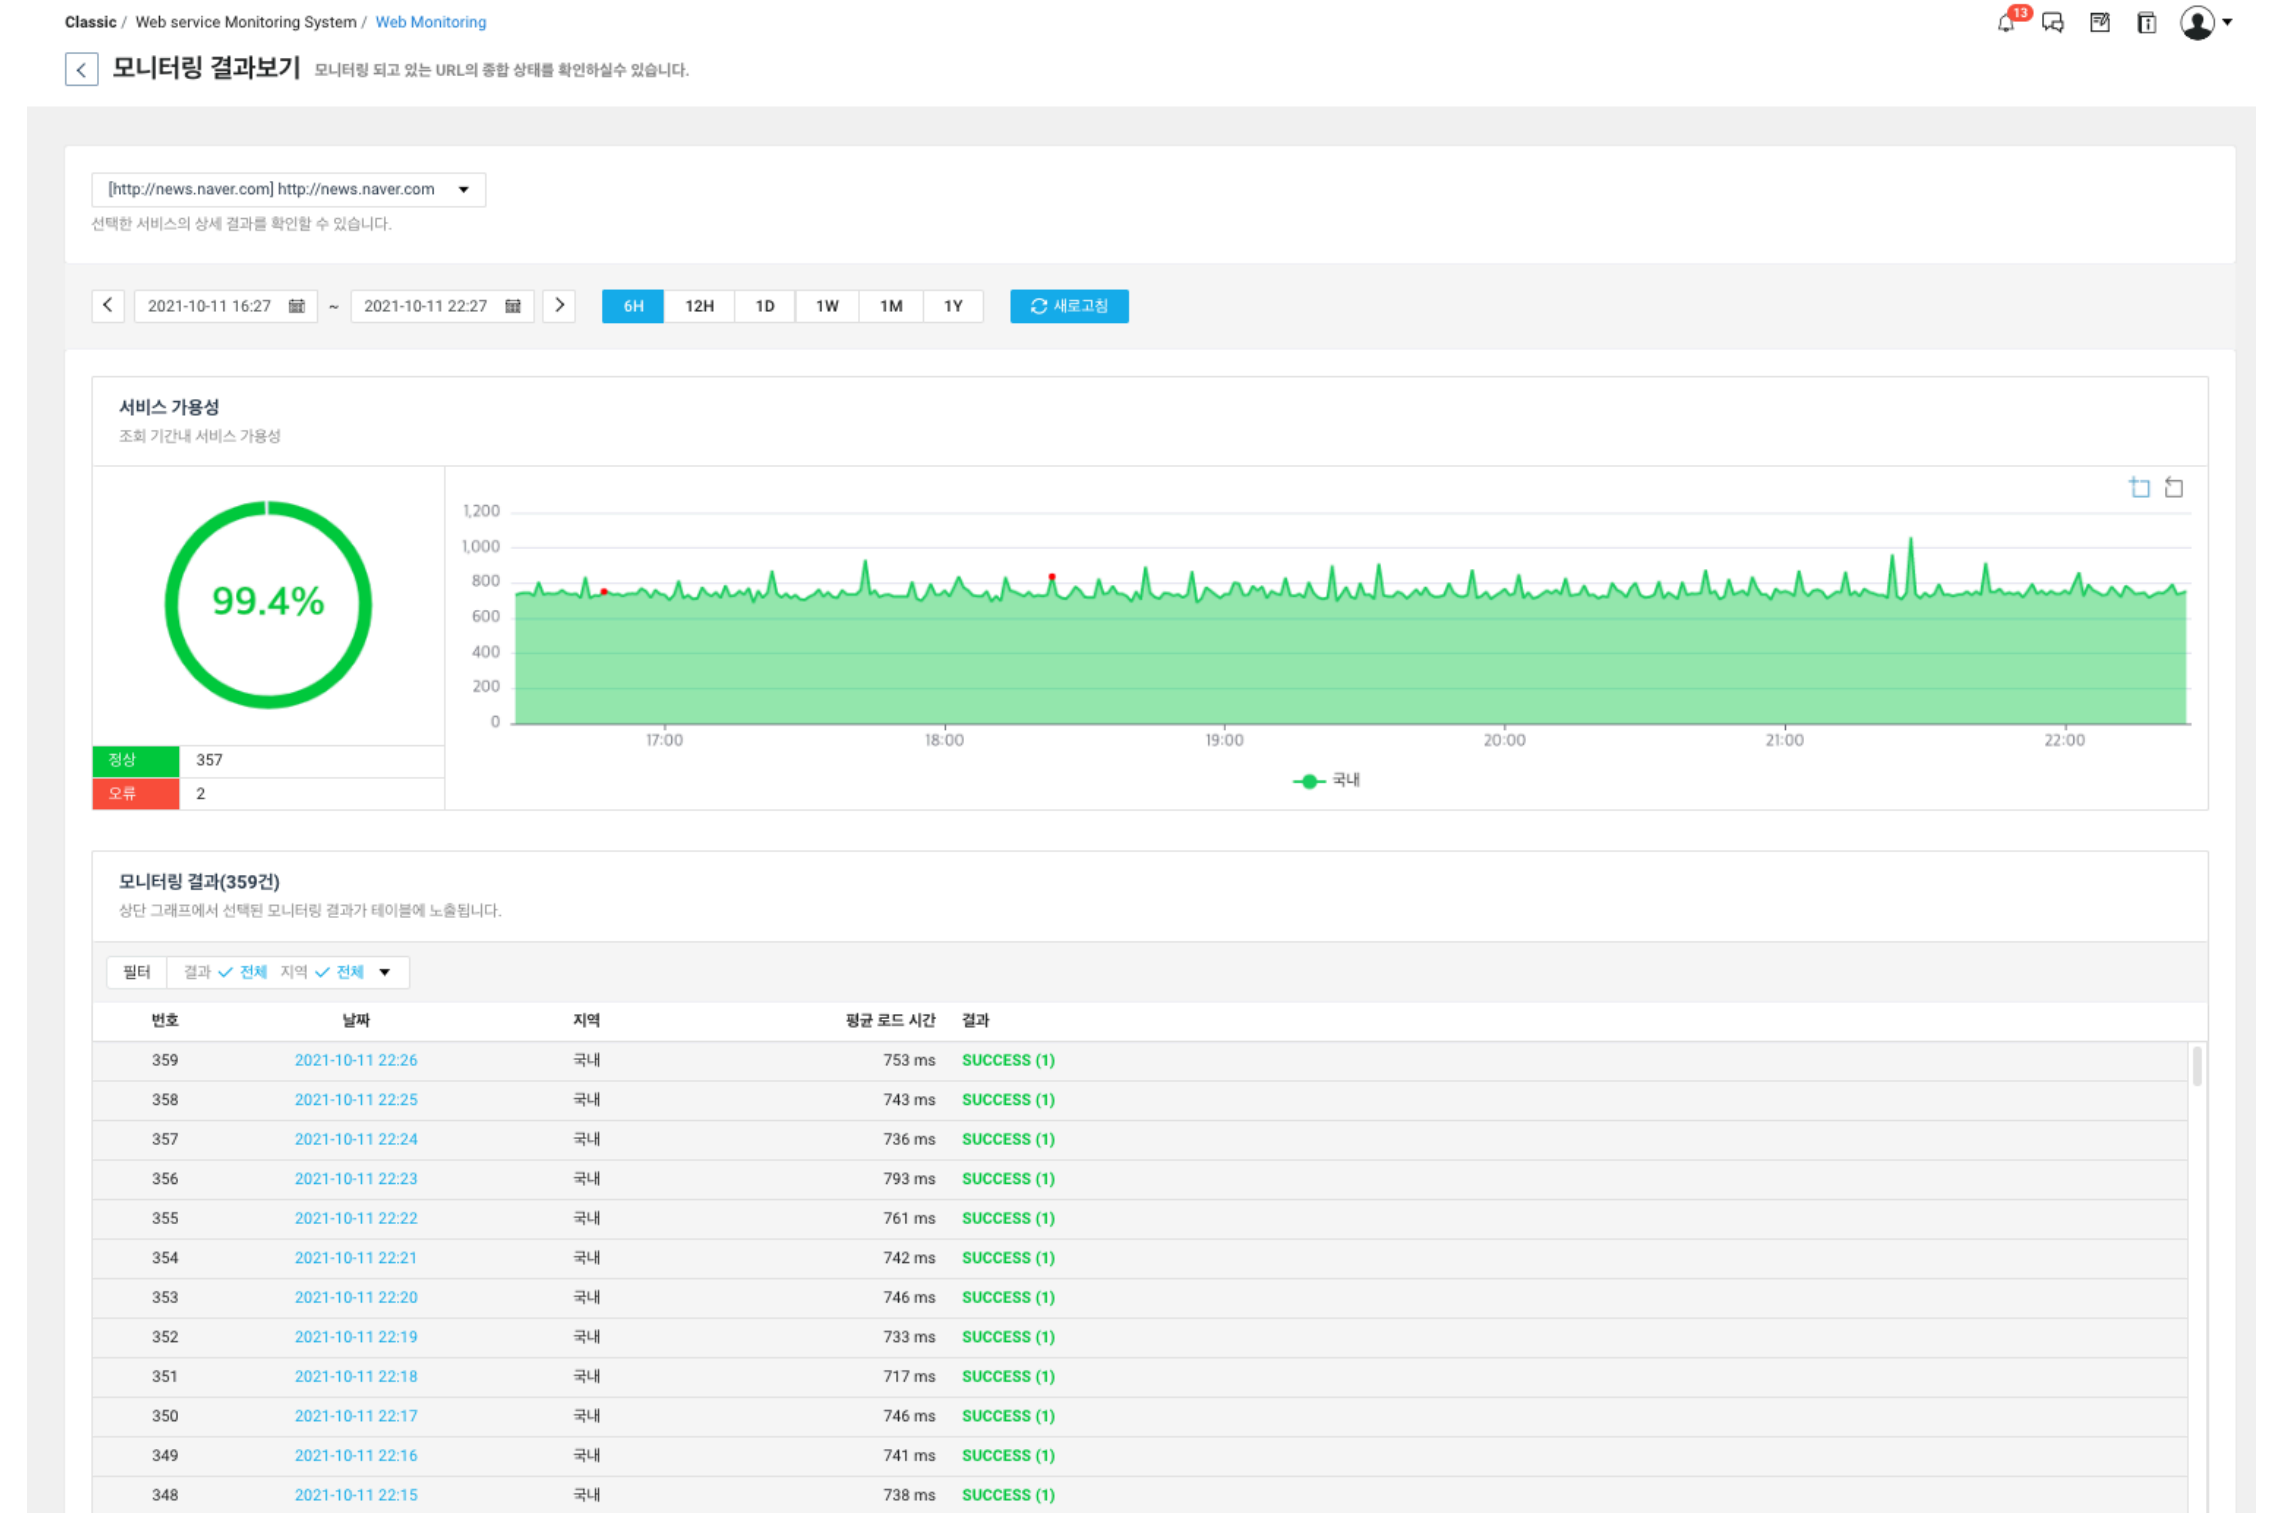 Classic / Web service Monitoring System / Web Monitoring
13
모니터링 결과보기 모니터링 되고 있는 URL의 종합 상태를 확인하실수 있습니다.
[http://news.naver.com] http://news.naver.com
선택한 서비스의 상세 결과를 확인할 수 있습니다.
2021-10-11 16:27 ~ 2021-10-11 22:27 6H 12H 1D 1W 1M 1Y 새로고침
서비스 가용성
조회 기간내 서비스 가용성
99.4%
정상 357
오류 2
1,200
1,000
800
600
400
200
0
17:00 18:00 19:00 20:00 21:00 22:00
국내
모니터링 결과(359건)
상단 그래프에서 선택된 모니터링 결과가 테이블에 노출됩니다.
필터 결과 전체 지역 전체
번호 날짜 지역 평균 로드 시간 결과
359 2021-10-11 22:26 국내 753 ms SUCCESS (1)
358 2021-10-11 22:25 국내 743 ms SUCCESS (1)
357 2021-10-11 22:24 국내 736 ms SUCCESS (1)
356 2021-10-11 22:23 국내 793 ms SUCCESS (1)
355 2021-10-11 22:22 국내 761 ms SUCCESS (1)
354 2021-10-11 22:21 국내 742 ms SUCCESS (1)
353 2021-10-11 22:20 국내 746 ms SUCCESS (1)
352 2021-10-11 22:19 국내 733 ms SUCCESS (1)
351 2021-10-11 22:18 국내 717 ms SUCCESS (1)
350 2021-10-11 22:17 국내 746 ms SUCCESS (1)
349 2021-10-11 22:16 국내 741 ms SUCCESS (1)
348 2021-10-11 22:15 국내 738 ms SUCCESS (1)